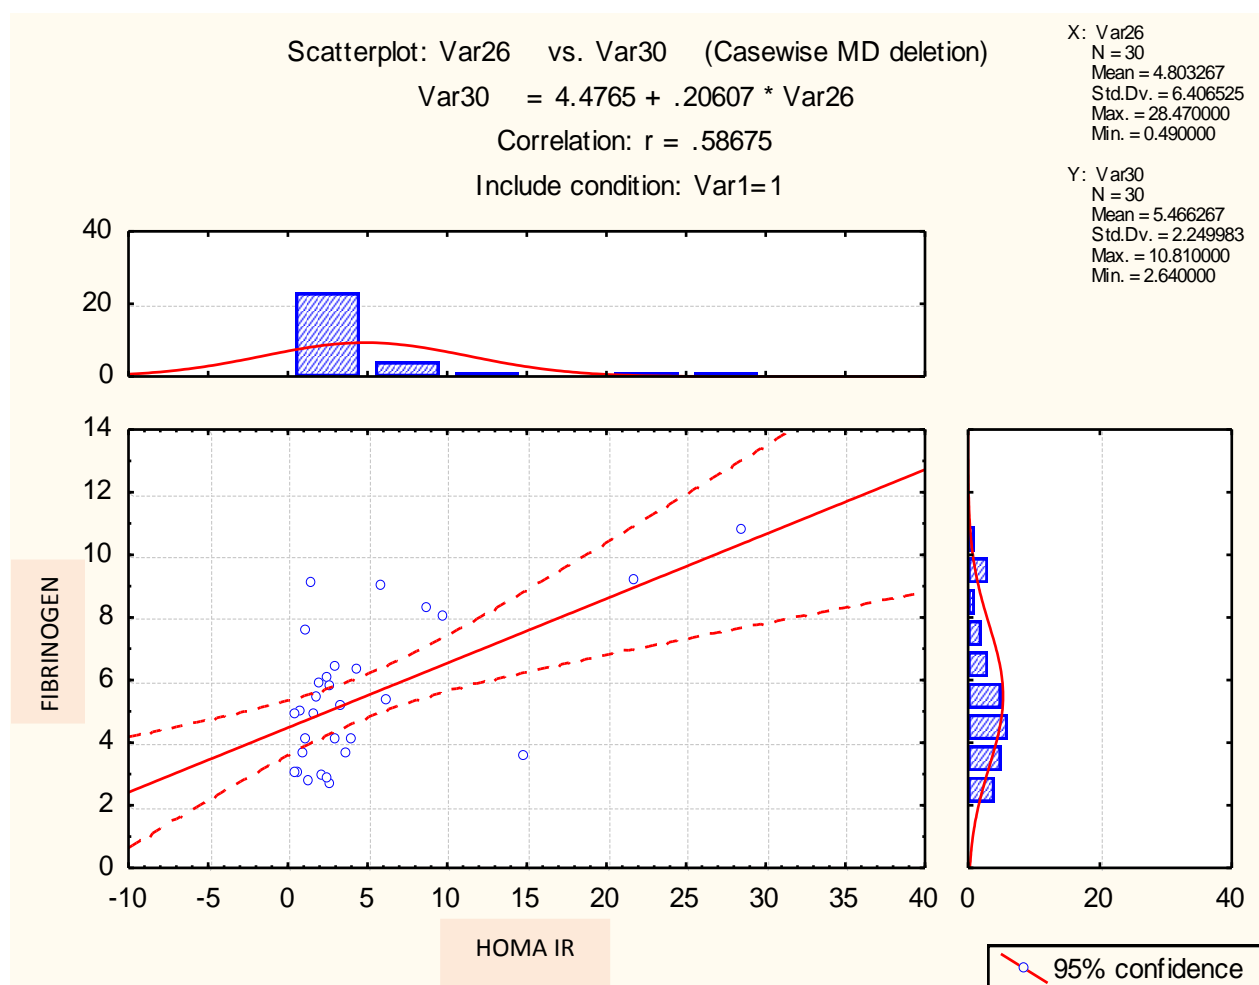 Scatterplot: Var26 vs. Var30 (Casewise MD deletion)
Var30 = 4.4765 + .20607 * Var26
Correlation: r = .58675
Include condition: Var1=1
X: Var26
N = 30
Mean = 4.803267
Std.Dv. = 6.406525
Max. = 28.470000
Min. = 0.490000
Y: Var30
N = 30
Mean = 5.466267
Std.Dv. = 2.249983
Max. = 10.810000
Min. = 2.640000
40
20
0
14
12
10
8
6
4
2
0
FIBRINOGEN
-10 -5 0 5 10 15 20 25 30 35 40
0 20 40
HOMA IR
95% confidence